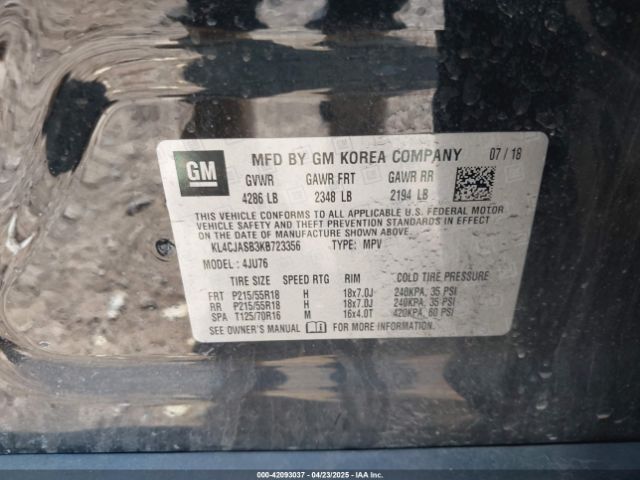 GM
MFD BY GM KOREA COMPANY 07/18
GVWR GAWR FRT GAWR RR
4286 LB 2348 LB 2194 LB
THIS VEHICLE CONFORMS TO ALL APPLICABLE U.S. FEDERAL MOTOR
VEHICLE SAFETY, BUMPER, AND THEFT PREVENTION STANDARDS IN EFFECT
ON THE DATE OF MANUFACTURE SHOWN ABOVE.
KL4CJASB3KB723356 TYPE: MPV
MODEL: 4JU76
TIRE SIZE SPEED RTG RIM COLD TIRE PRESSURE
FRT P215/55R18 H 18x7.0J 240KPA, 35 PSI
RR P215/55R18 H 18x7.0J 240KPA, 35 PSI
SPA T125/70R16 M 16x4.0T 420KPA, 60 PSI
SEE OWNER'S MANUAL FOR MORE INFORMATION.
000-42093037 - 04/23/2025 - IAAI.COM